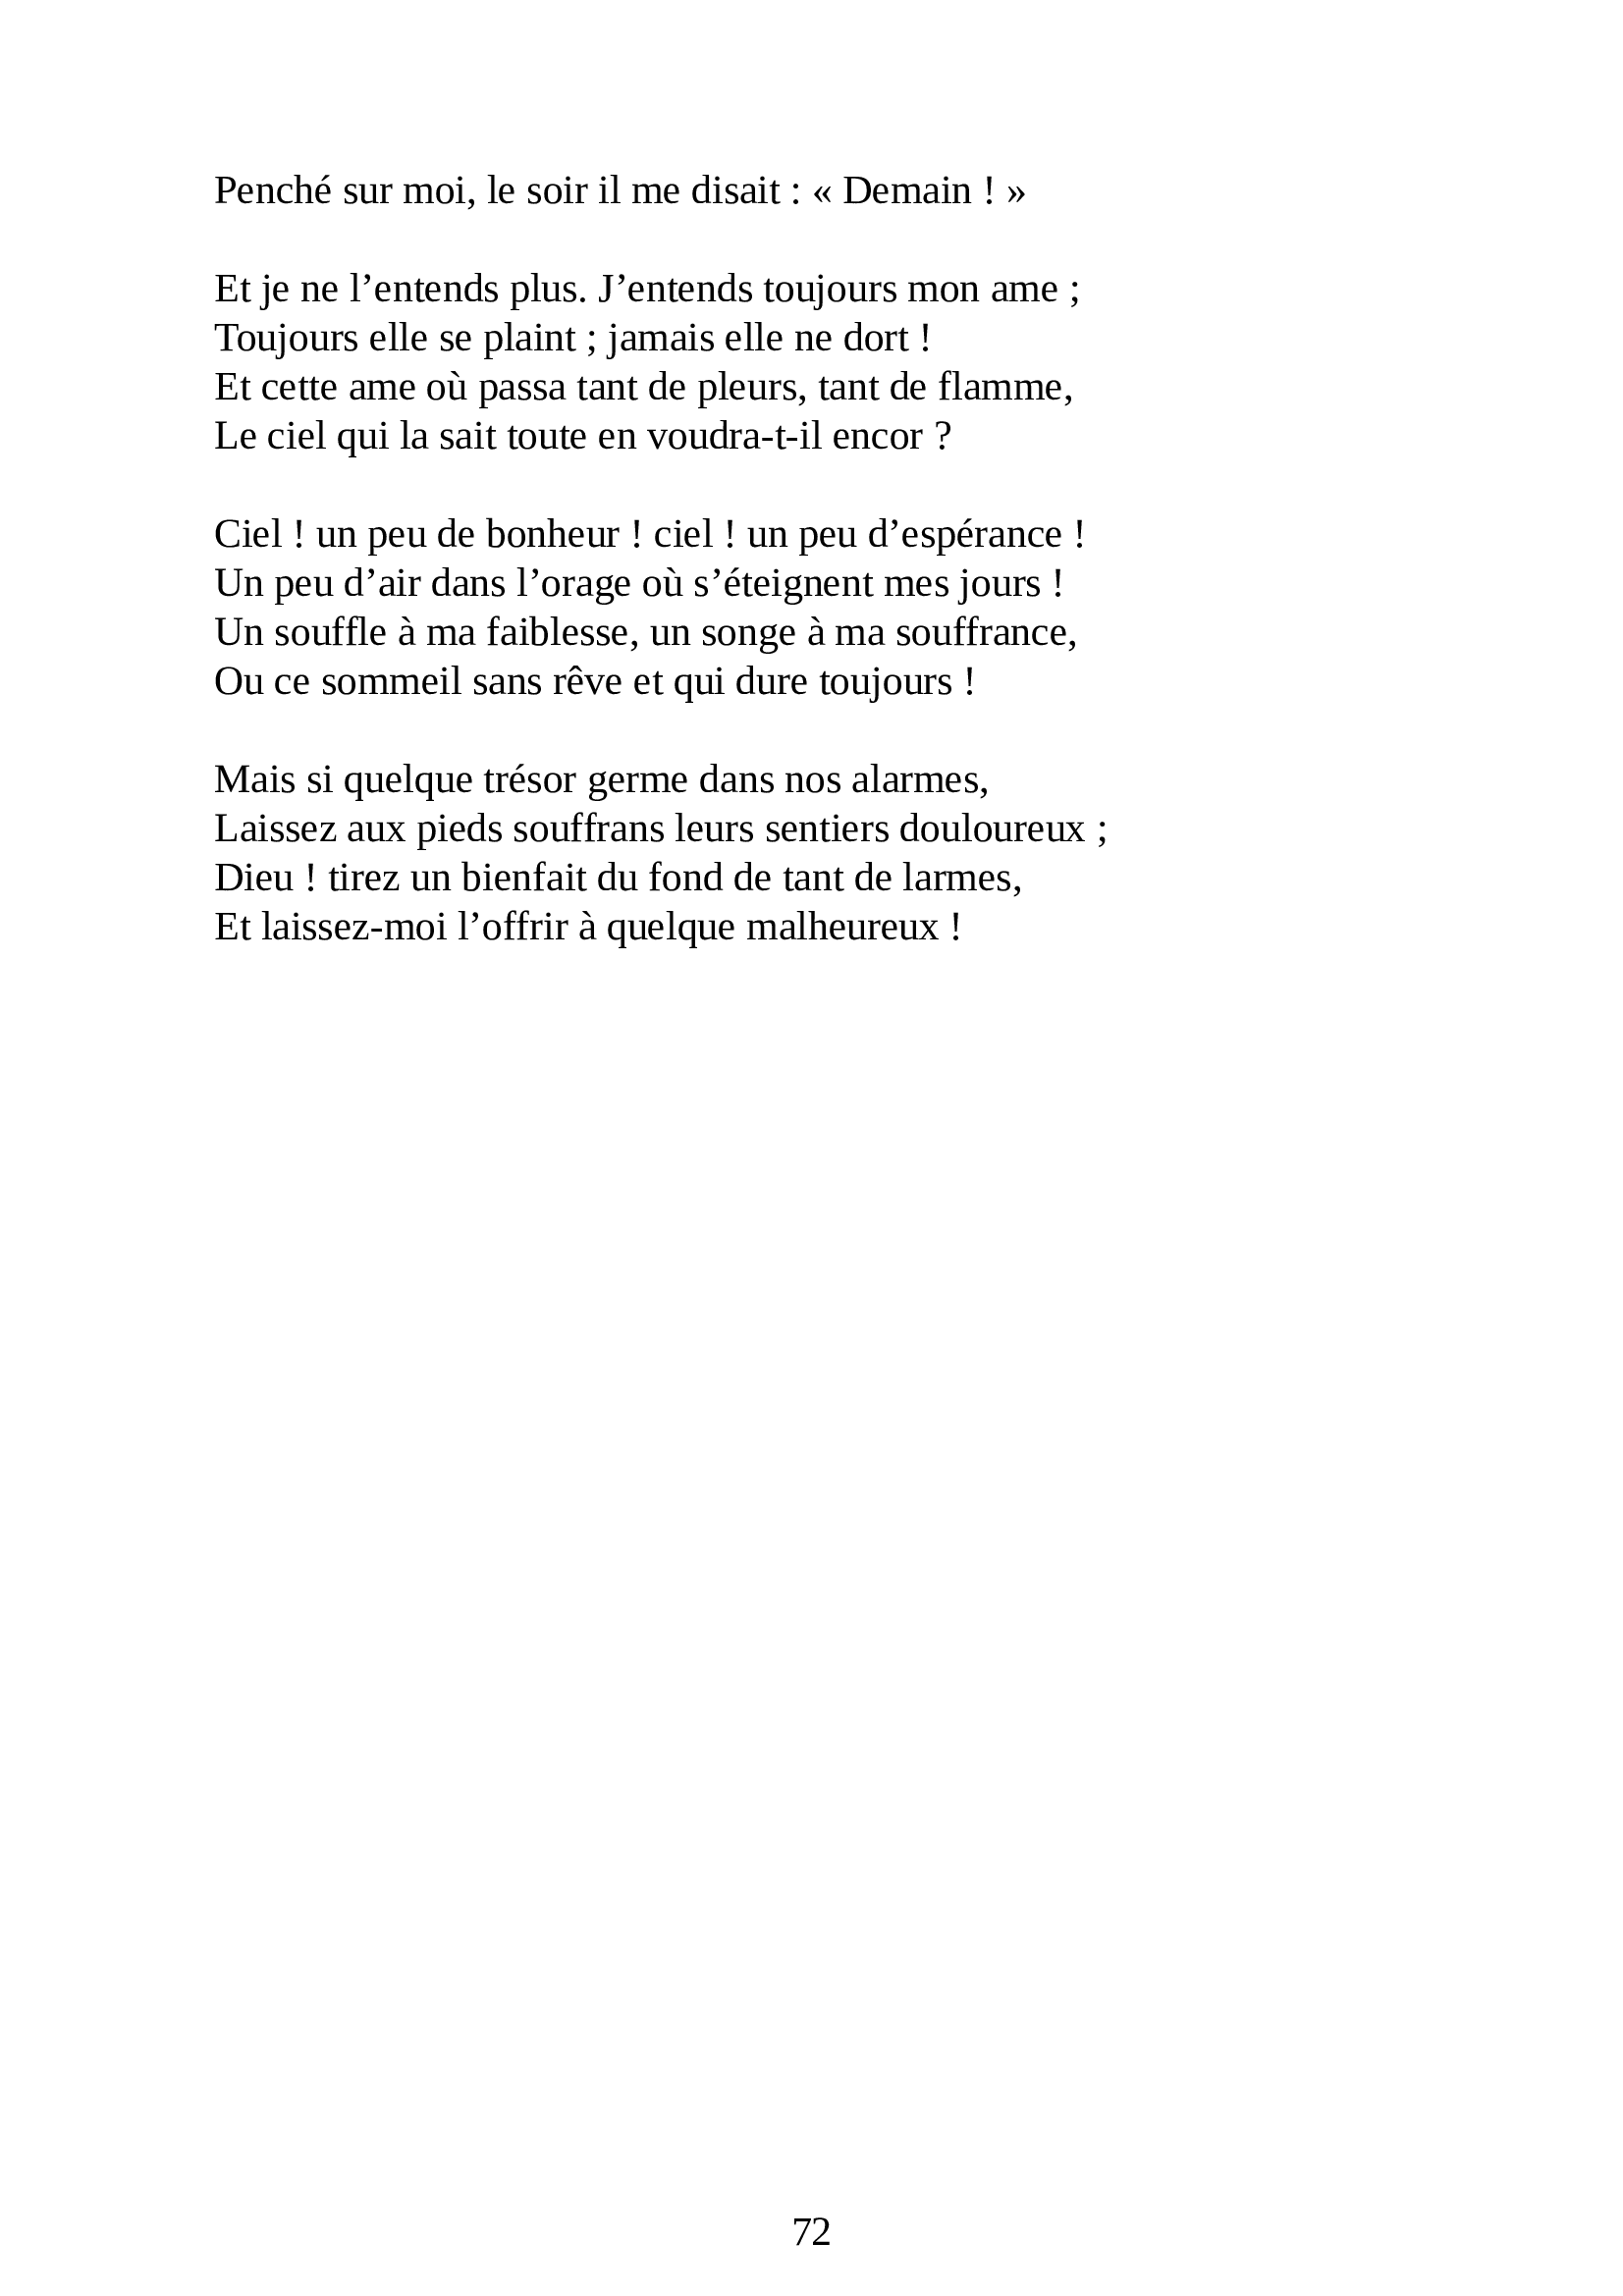 Penché sur moi, le soir il me disait : « Demain ! »
Et je ne l’entends plus. J’entends toujours mon ame ;
Toujours elle se plaint ; jamais elle ne dort !
Et cette ame où passa tant de pleurs, tant de flamme,
Le ciel qui la sait toute en voudra-t-il encor ?
Ciel ! un peu de bonheur ! ciel ! un peu d’espérance !
Un peu d’air dans l’orage où s’éteignent mes jours !
Un souffle à ma faiblesse, un songe à ma souffrance,
Ou ce sommeil sans rêve et qui dure toujours !
Mais si quelque trésor germe dans nos alarmes,
Laissez aux pieds souffrans leurs sentiers douloureux ;
Dieu ! tirez un bienfait du fond de tant de larmes,
Et laissez-moi l’offrir à quelque malheureux !
72